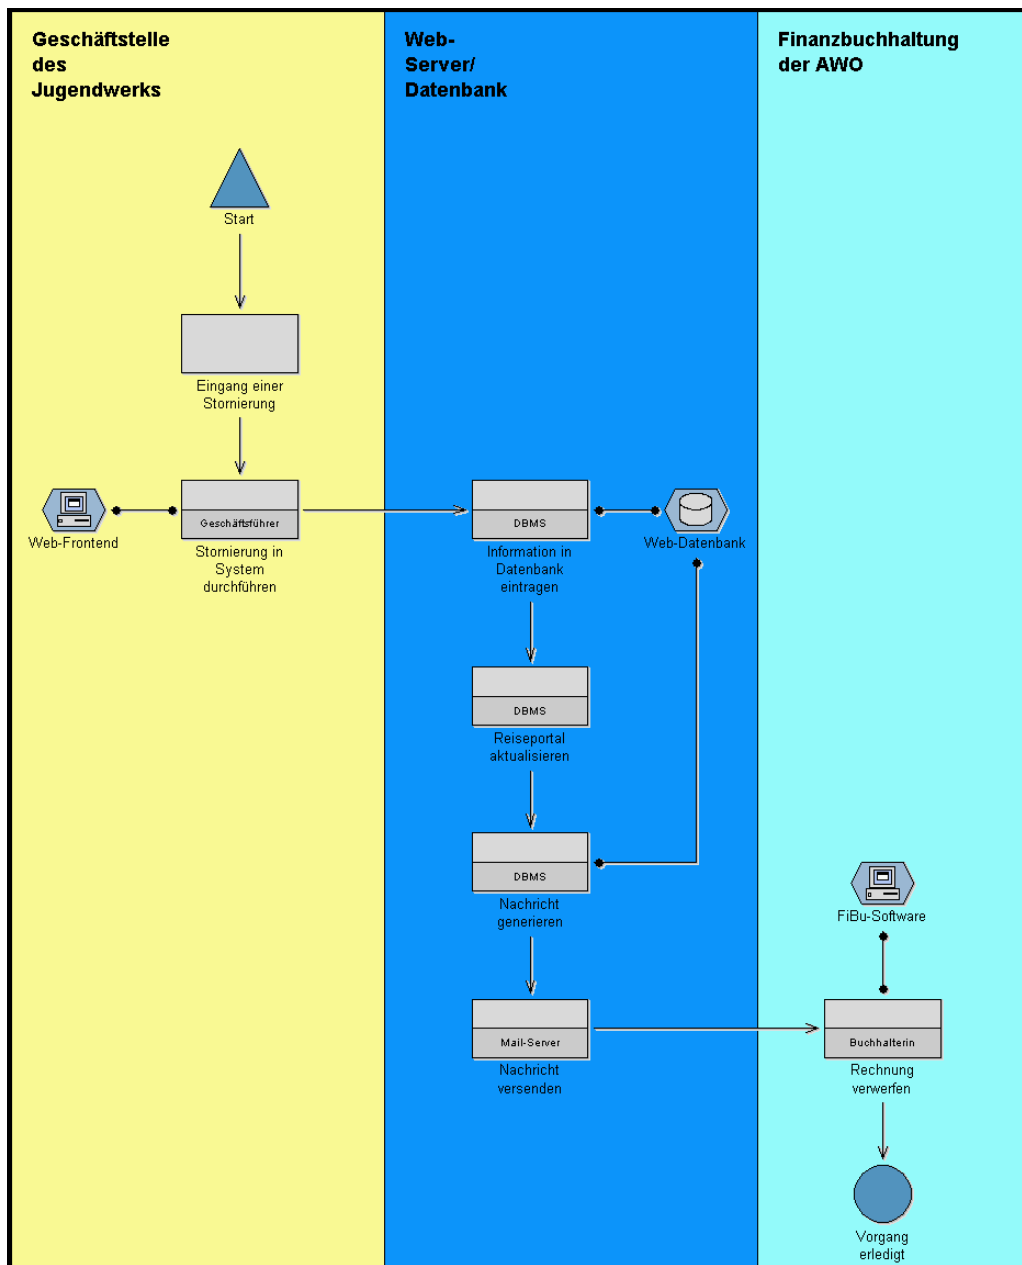 Geschäftstelle
des
Jugendwerks
Web-
Server/
Datenbank
Finanzbuchhaltung
der AWO
Start
Eingang einer
Stornierung
Web-Frontend
Geschäftsführer
Stornierung in
System
durchführen
DBMS
Information in
Datenbank
eintragen
Web-Datenbank
DBMS
Reiseportal
aktualisieren
DBMS
Nachricht
generieren
FiBu-Software
Mail-Server
Nachricht
versenden
Buchhalterin
Rechnung
verwerfen
Vorgang
erledigt